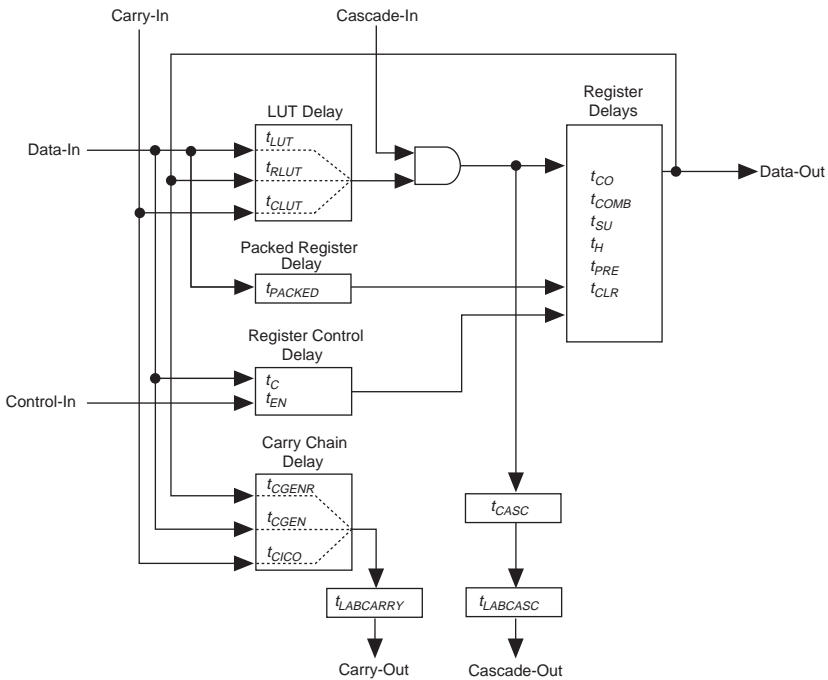 Carry-In
Cascade-In
LUT Delay
Register
Delays
Data-In
tLUT
tRLUT
tCLUT
Data-Out
tCO
tCOMB
tSU
tH
tPRE
tCLR
Packed Register
Delay
tPACKED
Register Control
Delay
tC
tEN
Control-In
Carry Chain
Delay
tCGENR
tCGEN
tCICO
tCASC
tLABCARRY
tLABCASC
Carry-Out
Cascade-Out